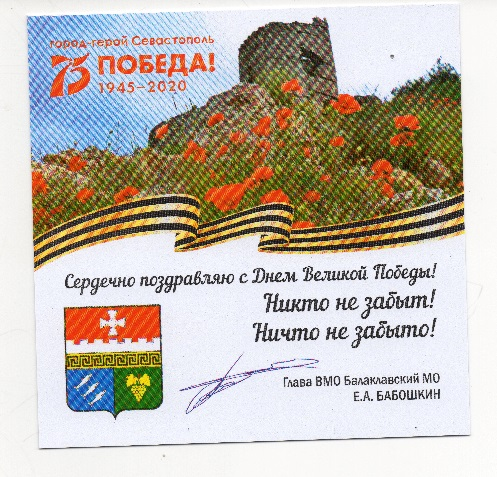 город-герой Севастополь
75 ПОБЕДА!
1945–2020
Сердечно поздравляю с Днем Великой Победы!
Никто не забыт!
Ничто не забыто!
Глава ВМО Балаклавский МО
Е.А. БАБОШКИН